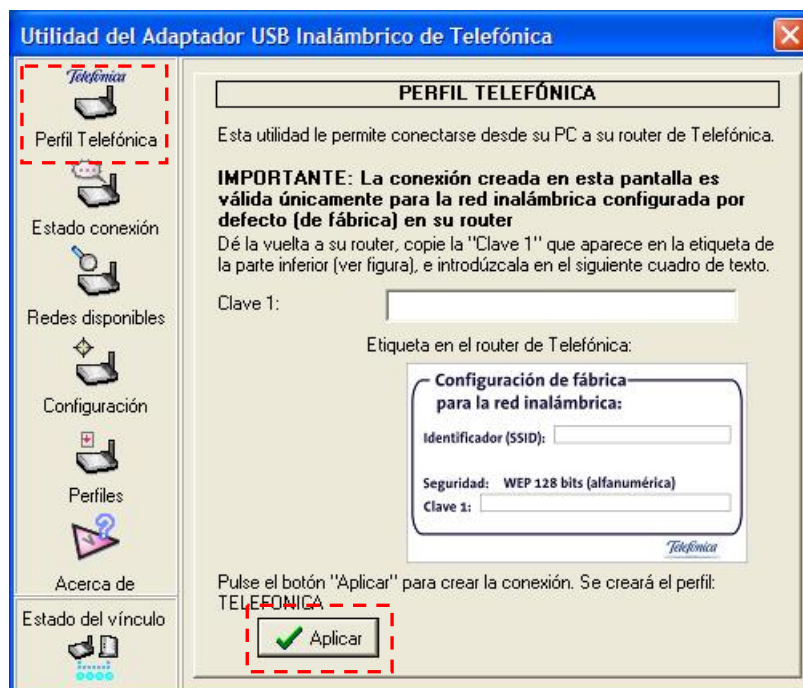 Utilidad del Adaptador USB Inalámbrico de Telefónica
Telefónica
Perfil Telefónica
Estado conexión
Redes disponibles
Configuración
Perfiles
Acerca de
Estado del vínculo
PERFIL TELEFÓNICA
Esta utilidad le permite conectarse desde su PC a su router de Telefónica.
IMPORTANTE: La conexión creada en esta pantalla es
válida únicamente para la red inalámbrica configurada por
defecto (de fábrica) en su router
Dé la vuelta a su router, copie la "Clave 1" que aparece en la etiqueta de
la parte inferior (ver figura), e introdúzcala en el siguiente cuadro de texto.
Clave 1:
Etiqueta en el router de Telefónica:
Configuración de fábrica
para la red inalámbrica:
Identificador (SSID):
Seguridad: WEP 128 bits (alfanumérica)
Clave 1:
Telefónica
Pulse el botón "Aplicar" para crear la conexión. Se creará el perfil:
TELEFONICA
Aplicar